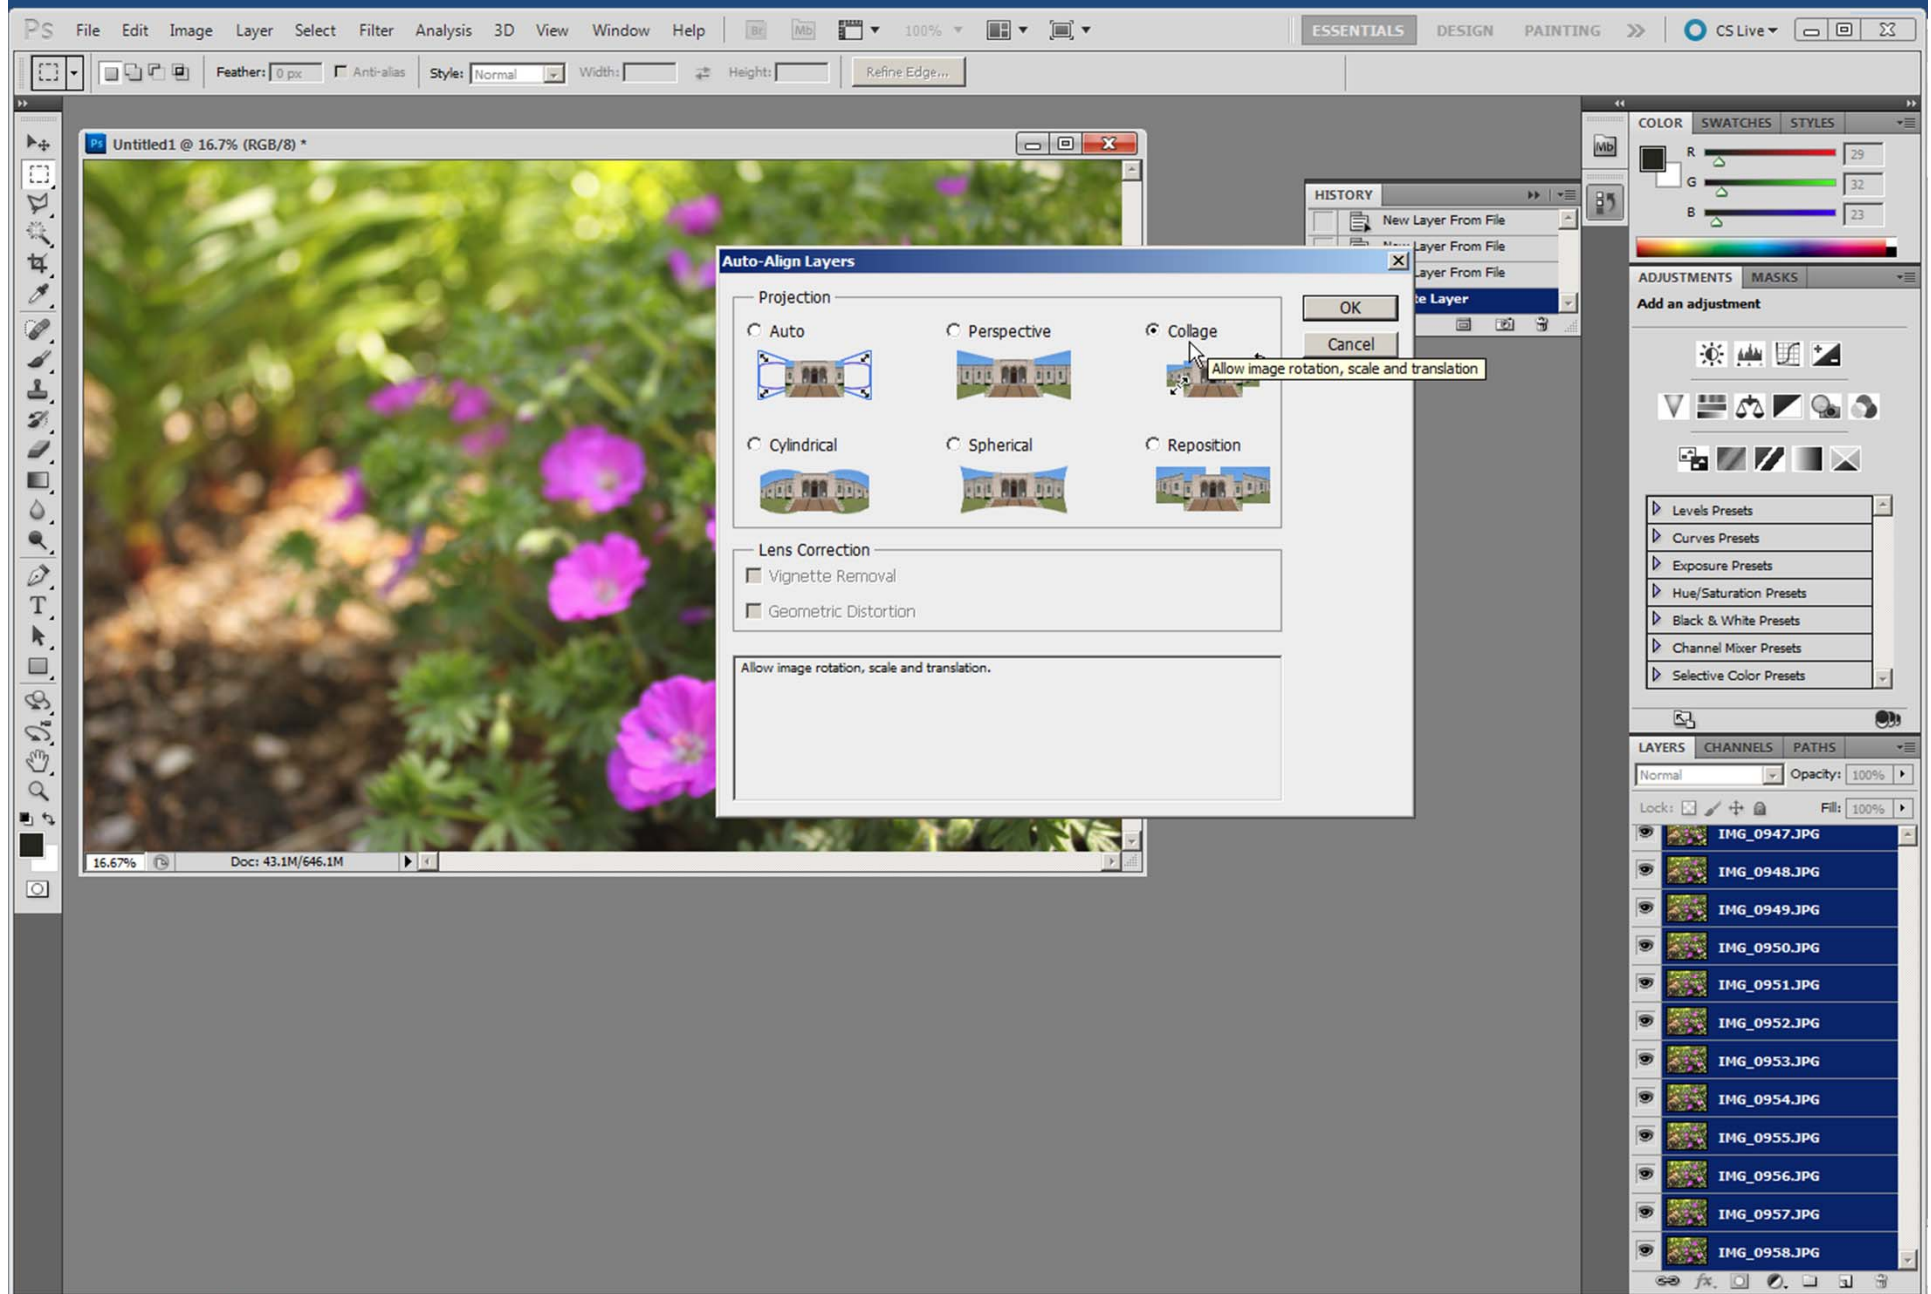 Ps File Edit Image Layer Select Filter Analysis 3D View Window Help Br Mb 100% ESSENTIALS DESIGN PAINTING CS Live
Feather: 0 px Anti-alias Style: Normal Width: Height: Refine Edge...
Ps Untitled1 @ 16.7% (RGB/8) *
16.67% Doc: 43.1M/646.1M
HISTORY
New Layer From File
New Layer From File
Layer From File
te Layer
Auto-Align Layers
Projection
Auto Perspective Collage
Cylindrical Spherical Reposition
OK
Cancel
Allow image rotation, scale and translation
Lens Correction
Vignette Removal
Geometric Distortion
Allow image rotation, scale and translation.
Mb
COLOR SWATCHES STYLES
R 29
G 32
B 23
ADJUSTMENTS MASKS
Add an adjustment
Levels Presets
Curves Presets
Exposure Presets
Hue/Saturation Presets
Black & White Presets
Channel Mixer Presets
Selective Color Presets
LAYERS CHANNELS PATHS
Normal Opacity: 100%
Lock: Fill: 100%
IMG_0947.JPG
IMG_0948.JPG
IMG_0949.JPG
IMG_0950.JPG
IMG_0951.JPG
IMG_0952.JPG
IMG_0953.JPG
IMG_0954.JPG
IMG_0955.JPG
IMG_0956.JPG
IMG_0957.JPG
IMG_0958.JPG
fx
T